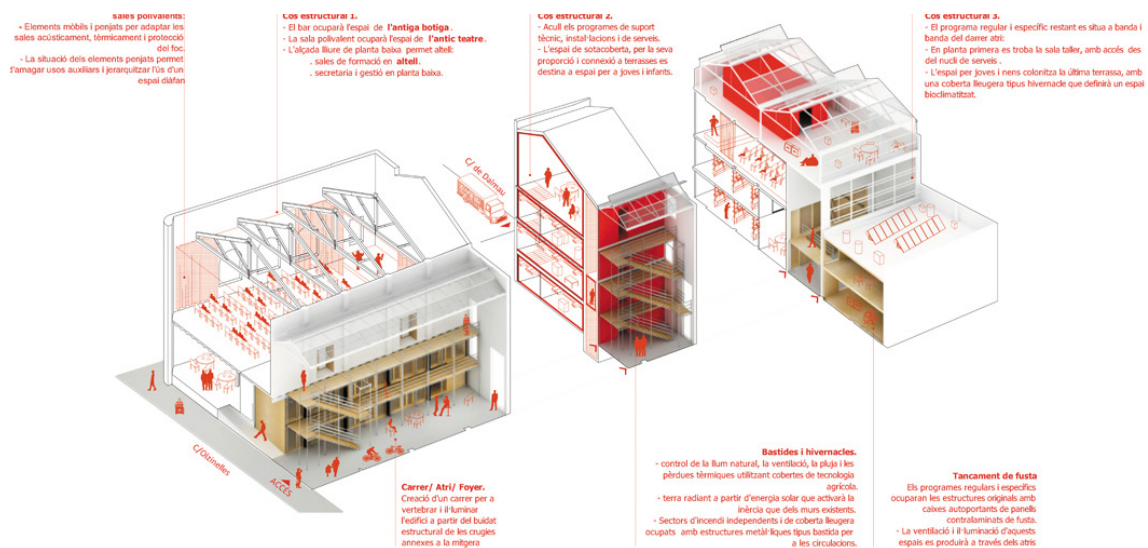 sales polivalents:
- Elements mòbils i penjats per adaptar les
sales acústicament, tèrmicament i protecció
del foc.
- La situació dels elements penjats permet
d'amagar usos auxiliars i jerarquitzar l'ús d'un
espai diàfan
Cos estructural 1.
- El bar ocuparà l'espai de l'antiga botiga.
- La sala polivalent ocuparà l'espai de l'antic teatre.
- L'alçada lliure de planta baixa permet altell:
. sales de formació en altell.
. secretaria i gestió en planta baixa.
Cos estructural 2.
- Acull els programes de suport
tècnic, instal·lacions i de serveis.
- L'espai de sotacoberta, per la seva
proporció i connexió a terrasses es
destina a espai per a joves i infants.
Cos estructural 3.
- El programa regular i específic restant es situa a banda i
banda del darrer atri:
- En planta primera es troba la sala taller, amb accés des
del nucli de serveis .
- L'espai per joves i nens colonitza la última terrassa, amb
una coberta lleugera tipus hivernacle que definirà un espai
bioclimatitzat.
C/ de Dalmau
C/Olzinelles
ACCÉS
Carrer/ Atri/ Foyer.
Creació d'un carrer per a
vertebrar i il·luminar
l'edifici a partir del buidat
estructural de les crugies
annexes a la mitgera
Bastides i hivernacles.
- control de la llum natural, la ventilació, la pluja i les
pèrdues tèrmiques utilitzant cobertes de tecnologia
agrícola.
- terra radiant a partir d'energia solar que activarà la
inèrcia que dels murs existents.
- Sectors d'incendi independents i de coberta lleugera
ocupats amb estructures metàl·liques tipus bastida per
a les circulacions.
Tancament de fusta
Els programes regulars i específics
ocuparan les estructures originals amb
caixes autoportants de panells
contralaminats de fusta.
- La ventilació i il·luminació d'aquests
espais es produirà a través dels atris